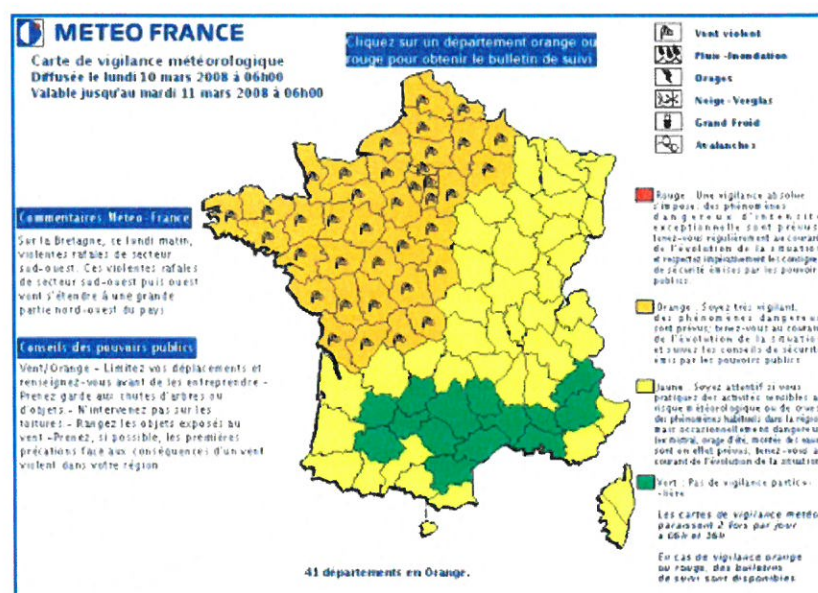 METEO FRANCE
Carte de vigilance météorologique
Diffusée le lundi 10 mars 2008 à 06h00
Valable jusqu'au mardi 11 mars 2008 à 06h00
Cliquez sur un département orange ou
rouge pour obtenir le bulletin de suivi
Vent violent
Pluie-Inondation
Orages
Neige-Verglas
Grand Froid
Avalanches
Commentaires Meteo-France
Sur la Bretagne, ce lundi matin,
violentes rafales de secteur
sud-ouest. Ces violentes rafales
de secteur sud-ouest puis ouest
vont s'étendre à une grande
partie nord-ouest du pays
Conseils des pouvoirs publics
Vent/Orange - Limitez vos déplacements et
renseignez-vous avant de les entreprendre -
Prenez garde aux chutes d'arbres ou
d'objets. - N'intervenez pas sur les
toitures. - Rangez les objets exposés au
vent -Prenez, si possible, les premières
précations face aux conséquences d'un vent
violent dans votre région
Rouge : Une vigilance absolue
s'impose; des phénomènes
dangereux d'intensité
exceptionnelle sont prévus;
tenez-vous régulièrement au courant
de l'évolution de la situation
et respectez impérativement les consignes
de sécurité émises par les pouvoirs
publics.
Orange : Soyez très vigilant;
des phénomènes dangereux
sont prévus; tenez-vous au courant
de l'évolution de la situation
et suivez les conseils de sécurité
émis par les pouvoirs publics
Jaune : Soyez attentif si vous
pratiquez des activités sensibles au
risque météorologique ou de
des phénomènes habituels dans la région
mais occasionnellement dangereux
(ex mistral, orage d'été, montée des eaux)
sont en effet prévus; tenez-vous au
courant de l'évolution de la situation
Vert : Pas de vigilance particu-
-lière
Les cartes de vigilance météo
paraissent 2 fois par jour
à 06h et 16h
En cas de vigilance orange
ou rouge, des bulletins
de suivi sont disponibles
41 départements en Orange.